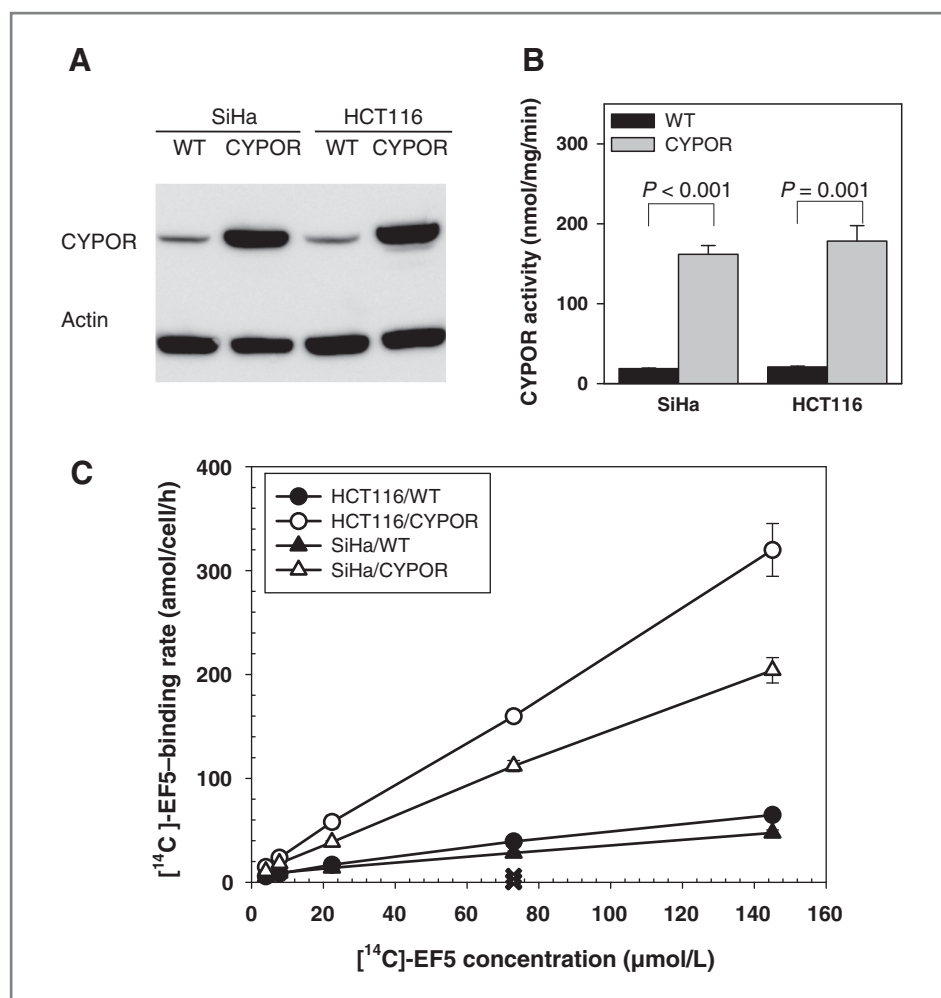 A
SiHa HCT116
WT CYPOR WT CYPOR
CYPOR
Actin
B
CYPOR activity (nmol/mg/min)
300
200
100
0
WT
CYPOR
P < 0.001
P = 0.001
SiHa HCT116
C
[¹⁴C ]-EF5–binding rate (amol/cell/h)
400
300
200
100
0
HCT116/WT
HCT116/CYPOR
SiHa/WT
SiHa/CYPOR
0 20 40 60 80 100 120 140 160
[¹⁴C]-EF5 concentration (µmol/L)